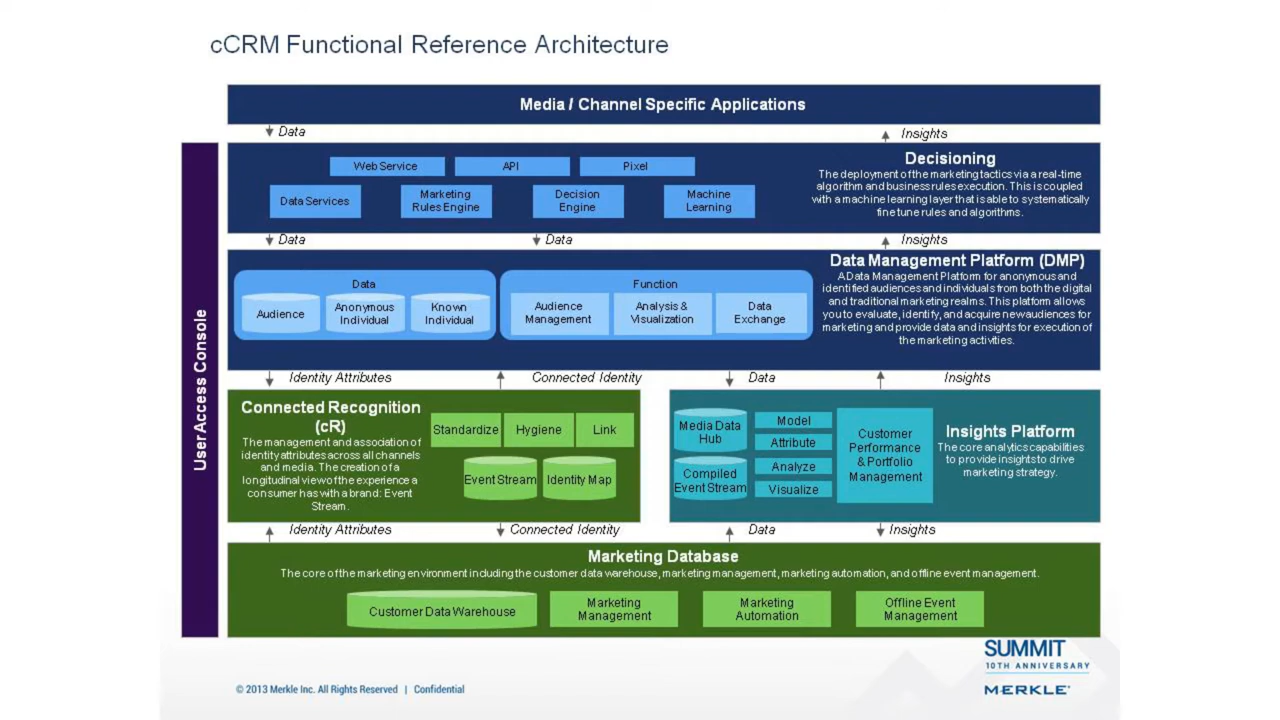 cCRM Functional Reference Architecture
Media / Channel Specific Applications
Data
Insights
User Access Console
Web Service
API
Pixel
Data Services
Marketing
Rules Engine
Decision
Engine
Machine
Learning
Decisioning
The deployment of the marketing tactics via a real-time
algorithm and business rules execution. This is coupled
with a machine learning layer that is able to systematically
fine tune rules and algorithms.
Data
Data
Insights
Data
Audience
Anonymous
Individual
Known
Individual
Function
Audience
Management
Analysis &
Visualization
Data
Exchange
Data Management Platform (DMP)
A Data Management Platform for anonymous and
identified audiences and individuals from both the digital
and traditional marketing realms. This platform allows
you to evaluate, identify, and acquire new audiences for
marketing and provide data and insights for execution of
the marketing activities.
Identity Attributes
Connected Identity
Data
Insights
Connected Recognition
(cR)
The management and association of
identity attributes across all channels
and media. The creation of a
longitudinal view of the experience a
consumer has with a brand: Event
Stream.
Standardize
Hygiene
Link
Event Stream
Identity Map
Media Data
Hub
Compiled
Event Stream
Model
Attribute
Analyze
Visualize
Customer
Performance
& Portfolio
Management
Insights Platform
The core analytics capabilities
to provide insights to drive
marketing strategy.
Identity Attributes
Connected Identity
Data
Insights
Marketing Database
The core of the marketing environment including the customer data warehouse, marketing management, marketing automation, and offline event management.
Customer Data Warehouse
Marketing
Management
Marketing
Automation
Offline Event
Management
SUMMIT
10TH ANNIVERSARY
MERKLE
© 2013 Merkle Inc. All Rights Reserved | Confidential